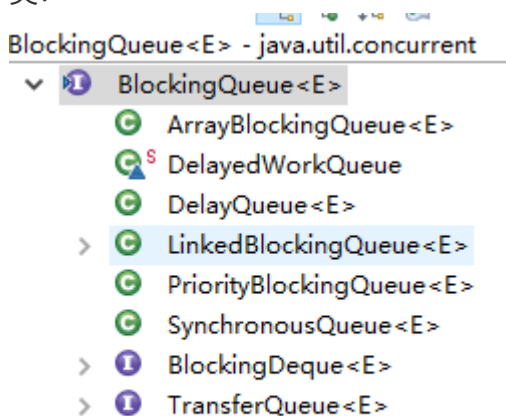 BlockingQueue<E> - java.util.concurrent
I BlockingQueue<E>
C ArrayBlockingQueue<E>
C S DelayedWorkQueue
C DelayQueue<E>
C LinkedBlockingQueue<E>
C PriorityBlockingQueue<E>
C SynchronousQueue<E>
I BlockingDeque<E>
I TransferQueue<E>